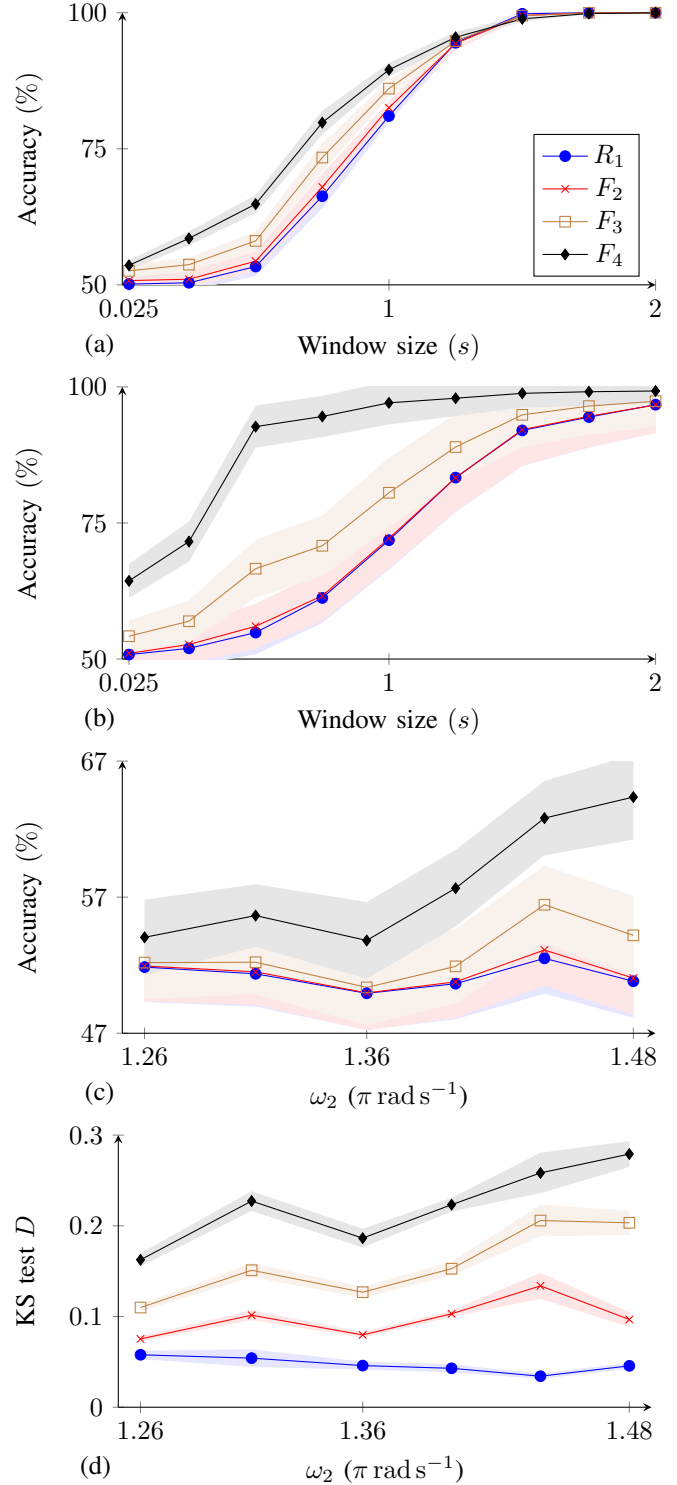 100
75
50
Accuracy (%)
R₁
F₂
F₃
F₄
0.025 1 2
(a) Window size (s)
100
75
50
Accuracy (%)
0.025 1 2
(b) Window size (s)
67
57
47
Accuracy (%)
1.26 1.36 1.48
(c) ω₂ (π rad s⁻¹)
0.3
0.2
0.1
0
KS test D
1.26 1.36 1.48
(d) ω₂ (π rad s⁻¹)